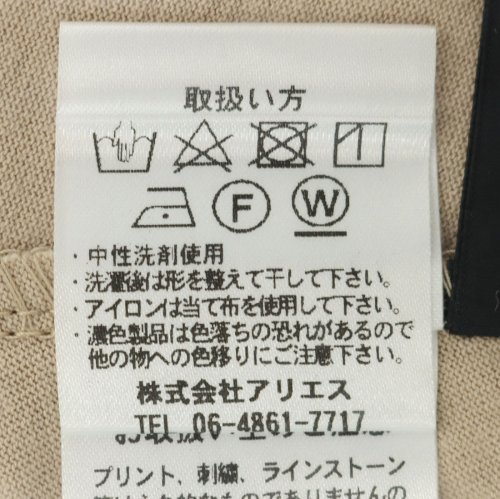 取扱い方
F W
・中性洗剤使用
・洗濯後は形を整えて干して下さい。
・アイロンは当て布を使用して下さい。
・濃色製品は色落ちの恐れがあるので
他の物への色移りにご注意下さい。
株式会社アリエス
TEL 06-4861-7717
プリント、刺繍、ラインストーン